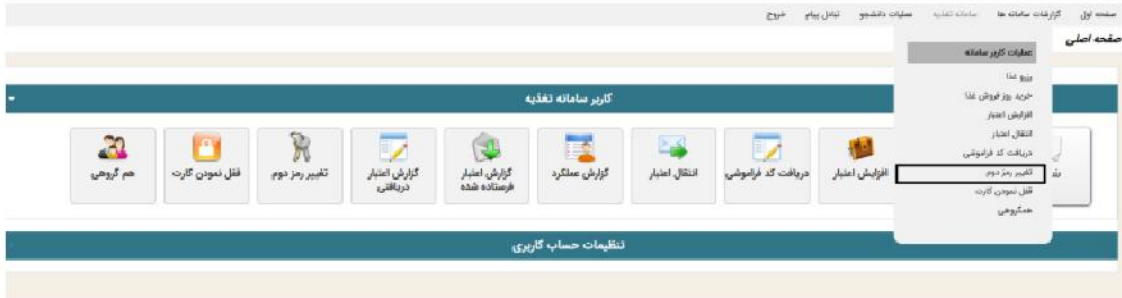 صفحه اول گزارشات سامانه ها سامانه تغذیه عملیات دانشجو تبادل پیام خروج
صفحه اصلی
عملیات کاربر سامانه
رزرو غذا
خرید روز فروش غذا
افزایش اعتبار
انتقال اعتبار
دریافت کد فراموشی
تغییر رمز دوم
قفل نمودن کارت
همگروهی
کاربر سامانه تغذیه
افزایش اعتبار
دریافت کد فراموشی
انتقال اعتبار
گزارش عملکرد
گزارش اعتبار
فرستاده شده
گزارش اعتبار
دریافتی
تغییر رمز دوم
قفل نمودن کارت
هم گروهی
تنظیمات حساب کاربری